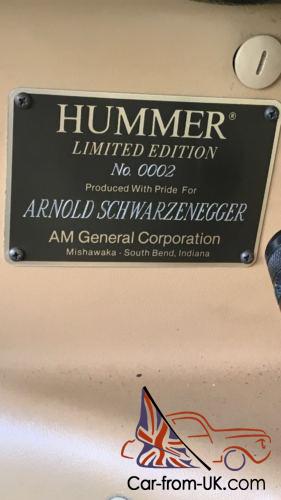 HUMMER®
LIMITED EDITION
No. 0002
Produced With Pride For
ARNOLD SCHWARZENEGGER
AM General Corporation
Mishawaka - South Bend, Indiana
Car-from-UK.com